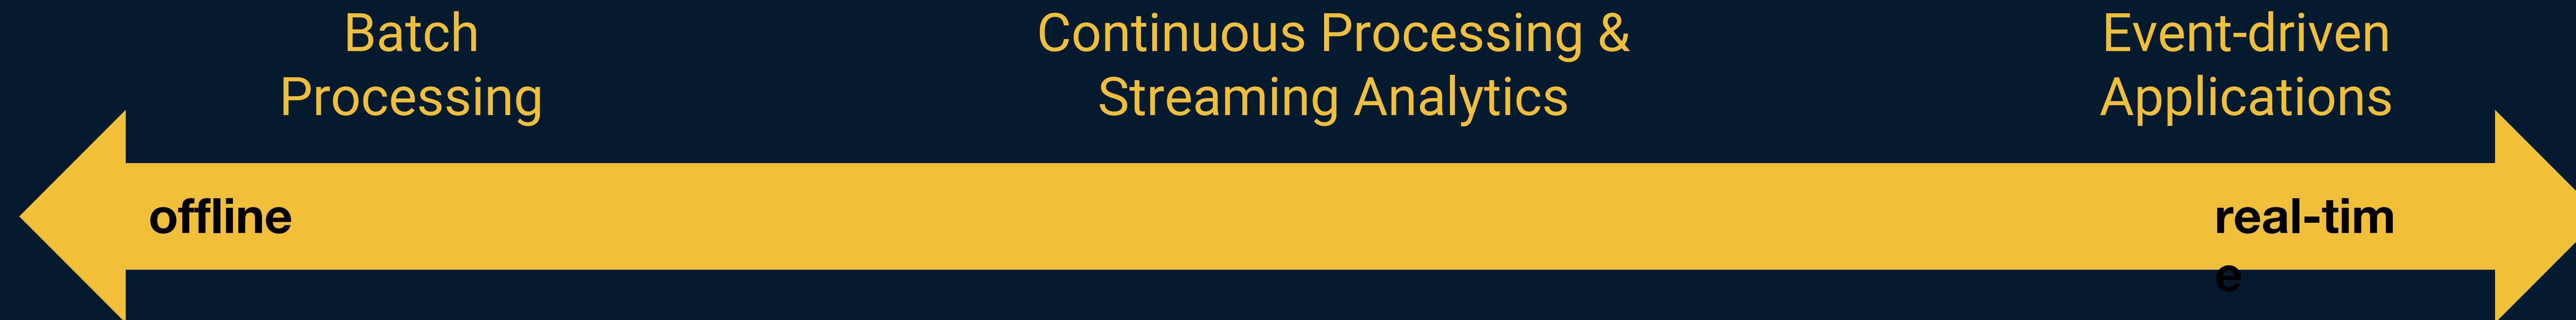 Batch
Processing
Continuous Processing &
Streaming Analytics
Event-driven
Applications
offline
real-tim
e